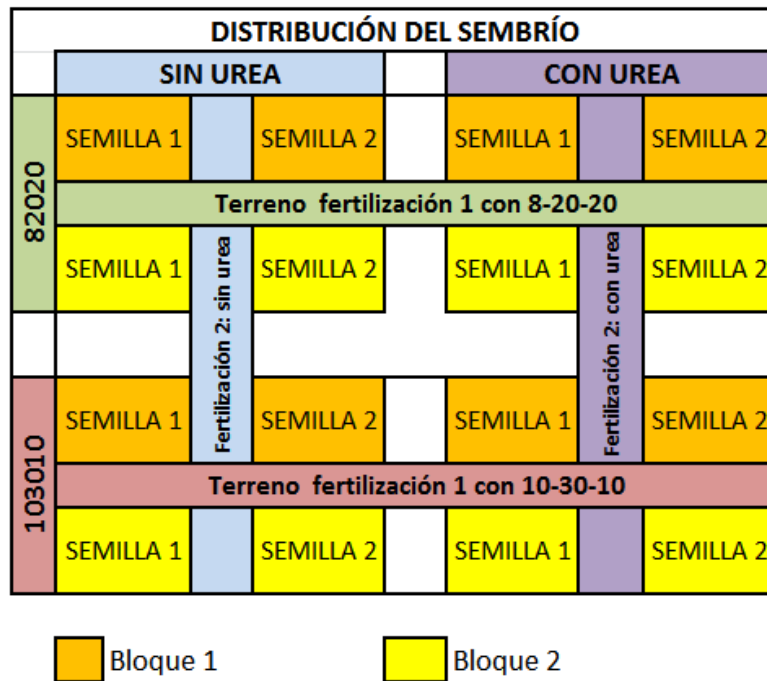 DISTRIBUCIÓN DEL SEMBRÍO
SIN UREA CON UREA
82020
SEMILLA 1 SEMILLA 2 SEMILLA 1 SEMILLA 2
Terreno fertilización 1 con 8-20-20
SEMILLA 1 SEMILLA 2 SEMILLA 1 SEMILLA 2
Fertilización 2: sin urea
Fertilización 2: con urea
103010
SEMILLA 1 SEMILLA 2 SEMILLA 1 SEMILLA 2
Terreno fertilización 1 con 10-30-10
SEMILLA 1 SEMILLA 2 SEMILLA 1 SEMILLA 2
Bloque 1 Bloque 2